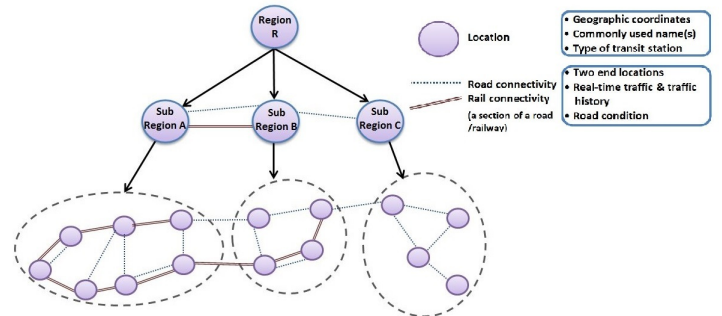 Region
R
Location
• Geographic coordinates
• Commonly used name(s)
• Type of transit station
Road connectivity
Rail connectivity
(a section of a road
/railway)
• Two end locations
• Real-time traffic & traffic
history
• Road condition
Sub
Region A
Sub
Region B
Sub
Region C